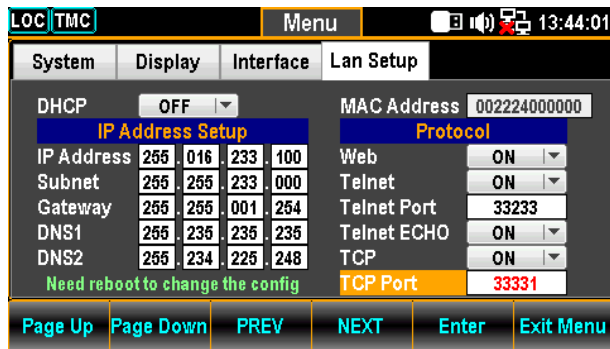 LOC TMC Menu 13:44:01
System Display Interface Lan Setup
DHCP OFF MAC Address 002224000000
IP Address Setup Protocol
IP Address 255 . 016 . 233 . 100 Web ON
Subnet 255 . 255 . 233 . 000 Telnet ON
Gateway 255 . 255 . 001 . 254 Telnet Port 33233
DNS1 255 . 235 . 235 . 235 Telnet ECHO ON
DNS2 255 . 234 . 225 . 248 TCP ON
Need reboot to change the config TCP Port 33331
Page Up Page Down PREV NEXT Enter Exit Menu